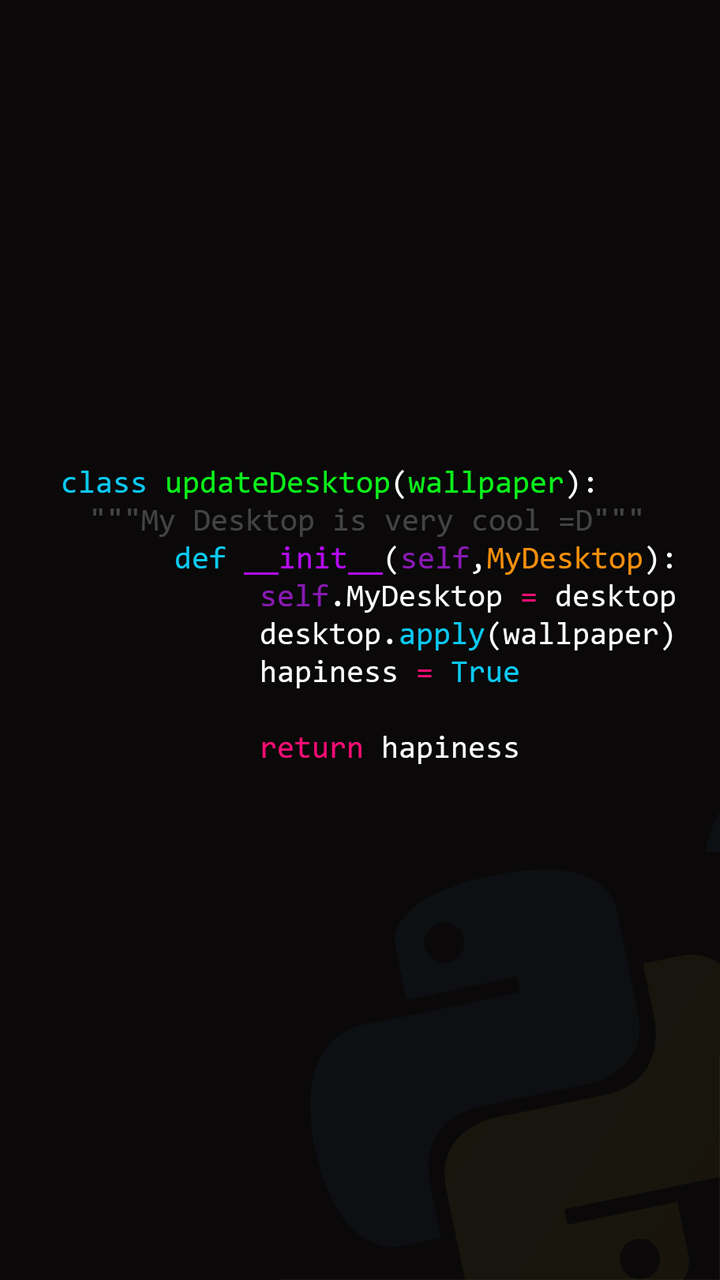 class updateDesktop(wallpaper):
"""My Desktop is very cool =D"""
def __init__(self,MyDesktop):
self.MyDesktop = desktop
desktop.apply(wallpaper)
hapiness = True
return hapiness